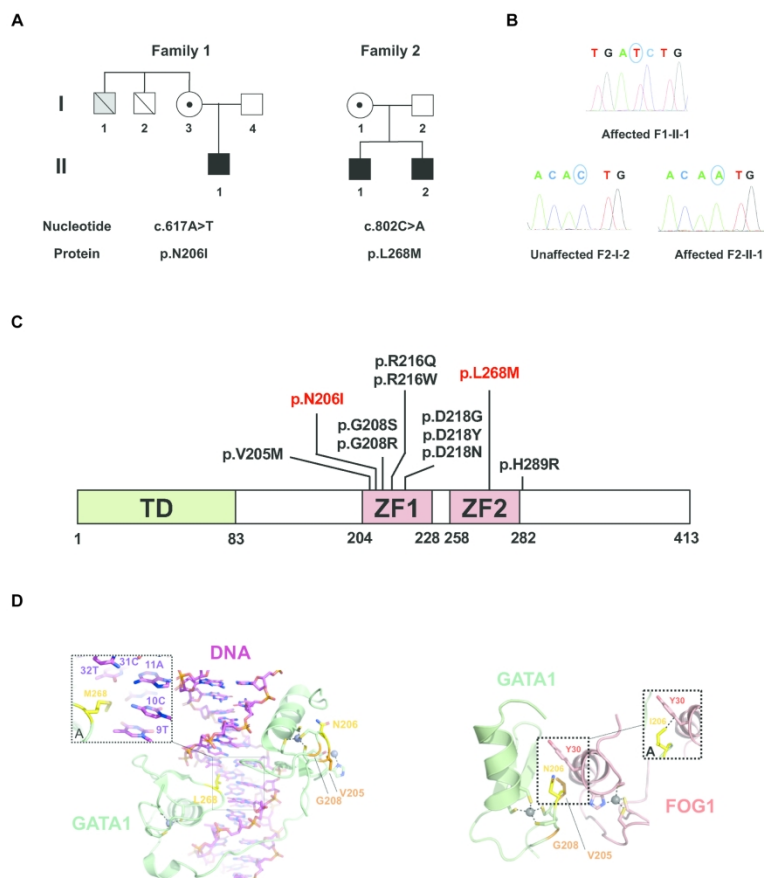 A
Family 1
Family 2
I
1
2
3
4
1
2
II
1
1
2
Nucleotide
c.617A>T
c.802C>A
Protein
p.N206I
p.L268M
B
T G A T C T G
Affected F1-II-1
A C A C T G
Unaffected F2-I-2
A C A A T G
Affected F2-II-1
C
p.R216Q
p.R216W
p.L268M
p.N206I
p.G208S
p.G208R
p.D218G
p.D218Y
p.D218N
p.V205M
p.H289R
TD
ZF1
ZF2
1
83
204
228
258
282
413
D
DNA
32T
31C
11A
M268
10C
A
9T
N206
L268
V205
G208
GATA1
GATA1
Y30
I206
A
Y30
N206
FOG1
G208
V205